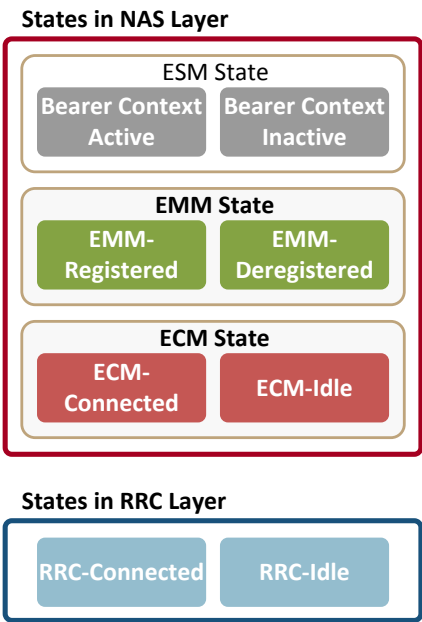 States in NAS Layer
ESM State
Bearer Context
Active
Bearer Context
Inactive
EMM State
EMM-
Registered
EMM-
Deregistered
ECM State
ECM-
Connected
ECM-Idle
States in RRC Layer
RRC-Connected
RRC-Idle